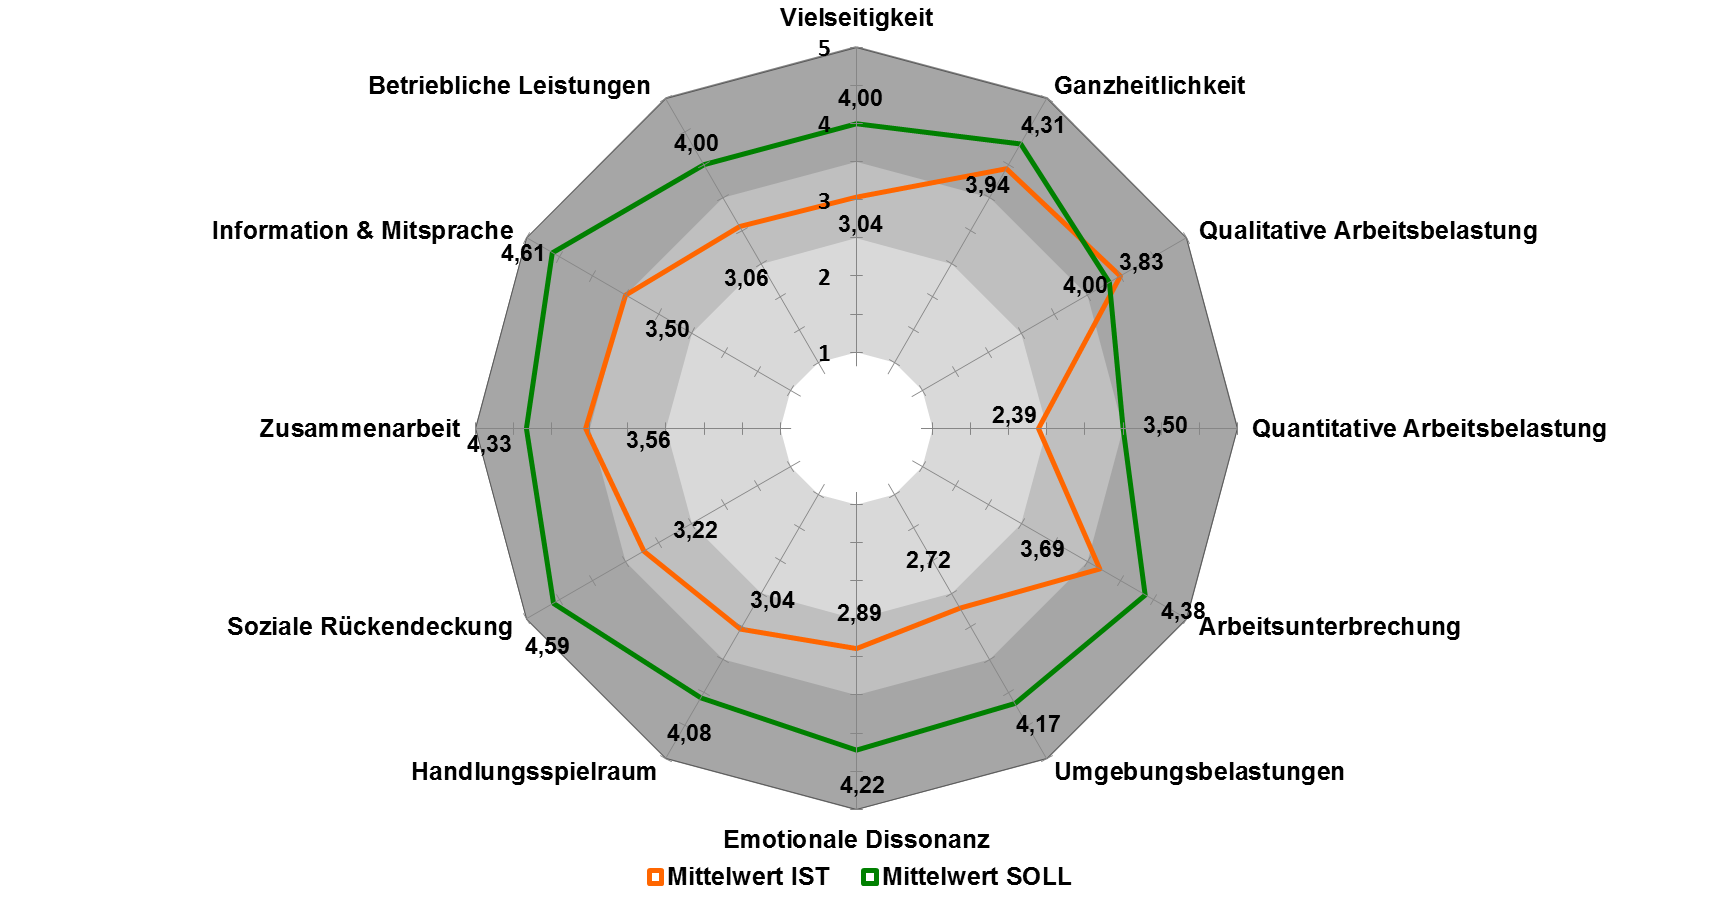 Vielseitigkeit
5
Betriebliche Leistungen
Ganzheitlichkeit
4,00
4
4,31
4,00
3,94
3
3,04
Information & Mitsprache
Qualitative Arbeitsbelastung
4,61
3,83
3,06
2
4,00
3,50
1
Zusammenarbeit
2,39
3,50
Quantitative Arbeitsbelastung
4,33
3,56
3,22
3,69
2,72
3,04
2,89
4,38
Soziale Rückendeckung
Arbeitsunterbrechung
4,59
4,08
4,17
Handlungsspielraum
Umgebungsbelastungen
4,22
Emotionale Dissonanz
Mittelwert IST
Mittelwert SOLL